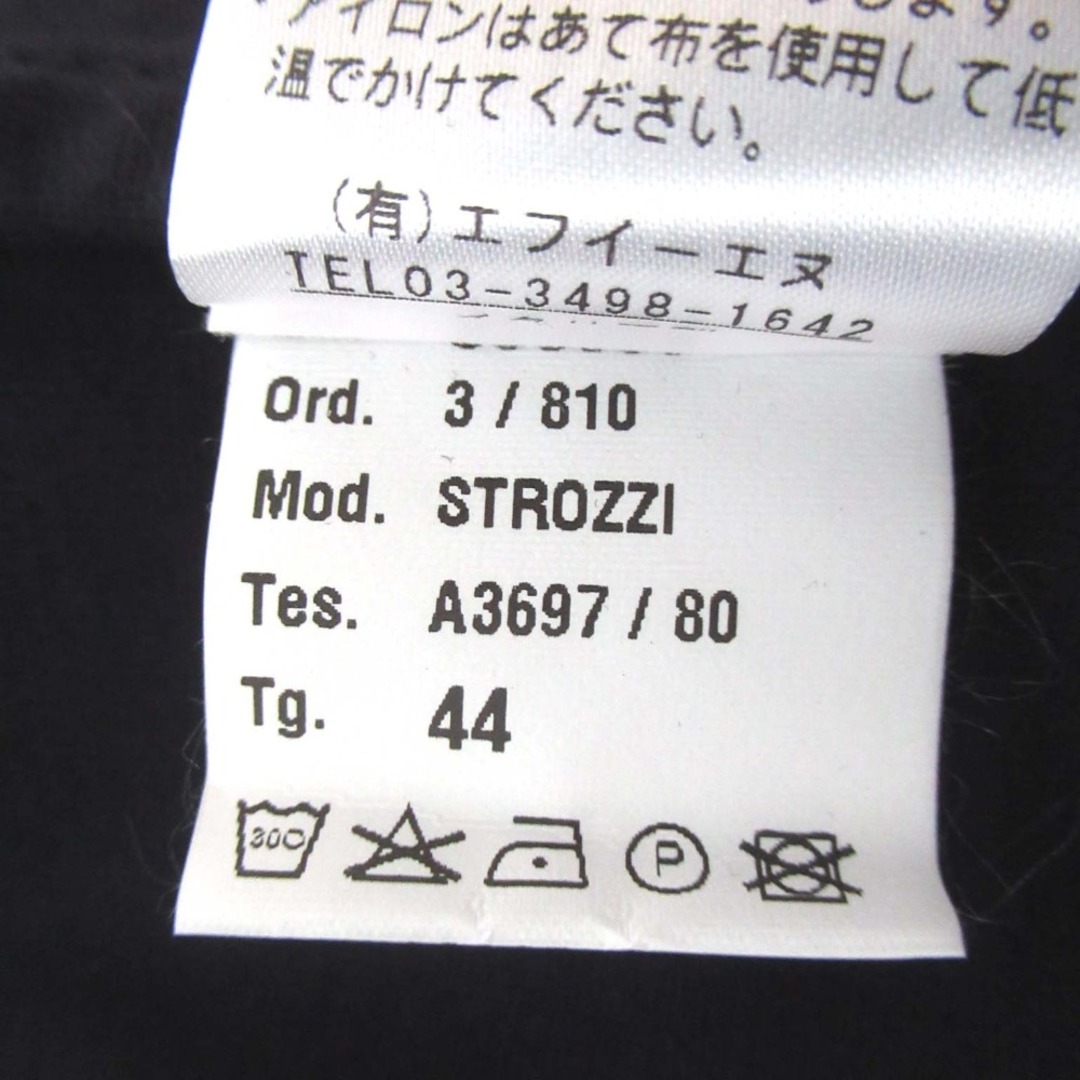 アイロンはあて布を使用して低
温でかけてください。
(有)エフイーエヌ
TEL03-3498-1642
Ord. 3 / 810
Mod. STROZZI
Tes. A3697 / 80
Tg. 44
30C P